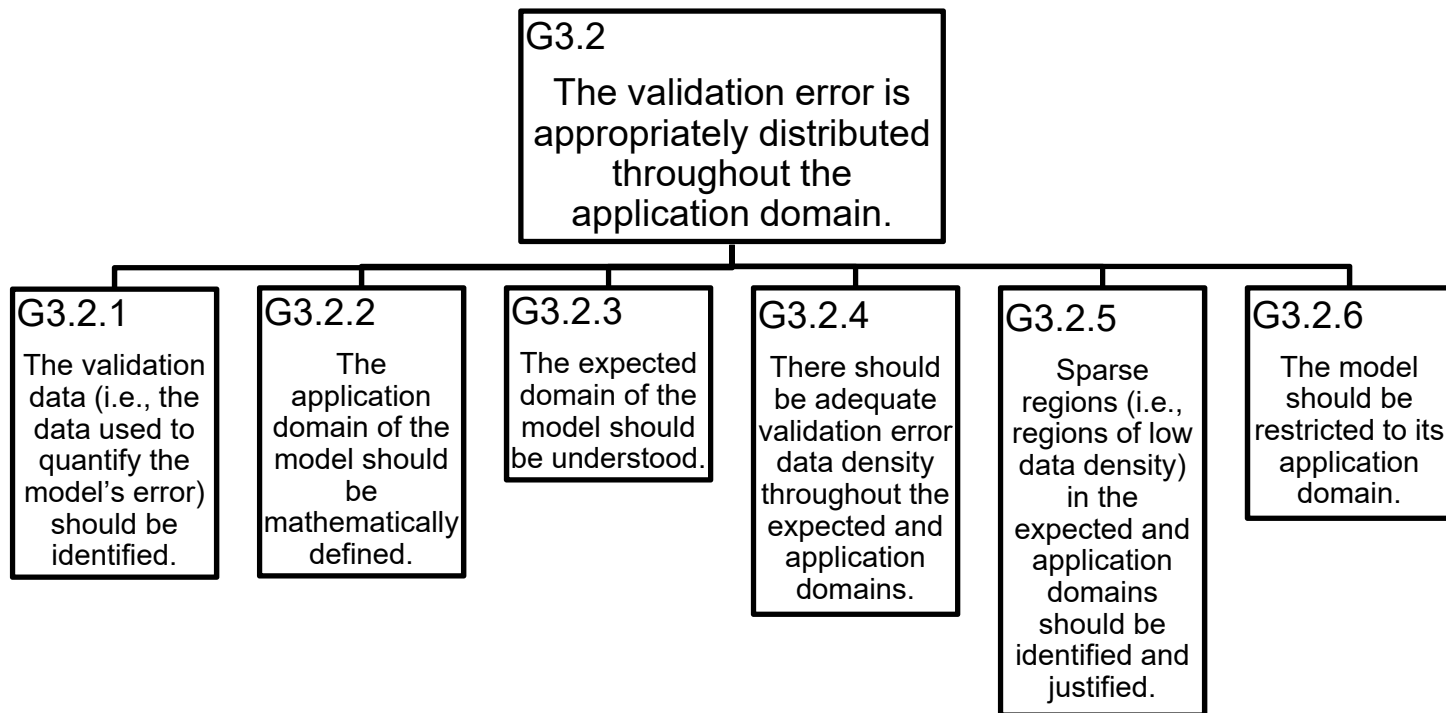 G3.2
The validation error is
appropriately distributed
throughout the
application domain.
G3.2.1
The validation
data (i.e., the
data used to
quantify the
model's error)
should be
identified.
G3.2.2
The
application
domain of the
model should
be
mathematically
defined.
G3.2.3
The expected
domain of the
model should
be understood.
G3.2.4
There should
be adequate
validation error
data density
throughout the
expected and
application
domains.
G3.2.5
Sparse
regions (i.e.,
regions of low
data density)
in the
expected and
application
domains
should be
identified and
justified.
G3.2.6
The model
should be
restricted to its
application
domain.